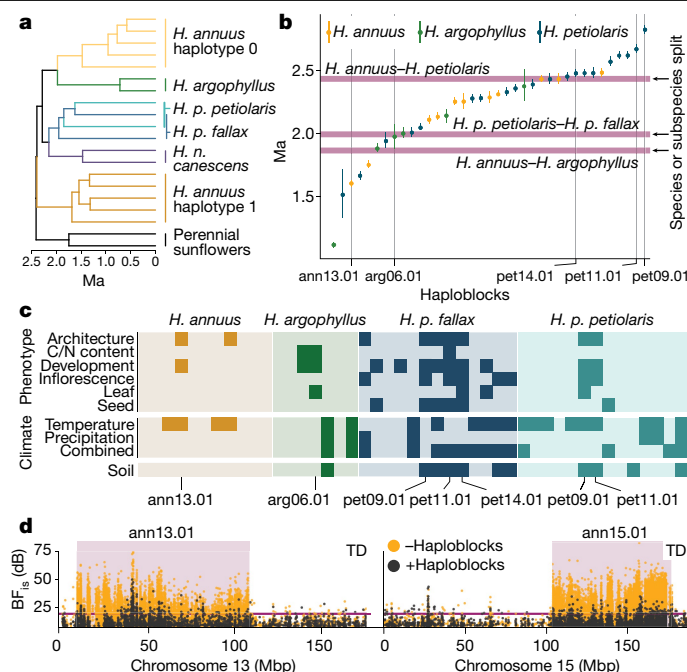 a
H. annuus
haplotype 0
H. argophyllus
H. p. petiolaris
H. p. fallax
H. n.
canescens
H. annuus
haplotype 1
Perennial
sunflowers
2.5 2.0 1.5 1.0 0.5 0
Ma
b
H. annuus H. argophyllus H. petiolaris
H. annuus–H. petiolaris
H. p. petiolaris–H. p. fallax
H. annuus–H. argophyllus
2.5
2.0
1.5
Ma
Species or subspecies split
ann13.01 arg06.01 pet14.01 pet11.01 pet09.01
Haploblocks
c
H. annuus H. argophyllus H. p. fallax H. p. petiolaris
Phenotype
Architecture
C/N content
Development
Inflorescence
Leaf
Seed
Climate
Temperature
Precipitation
Combined
Soil
ann13.01 arg06.01 pet09.01 pet11.01 pet14.01 pet09.01 pet11.01
d
ann13.01 ann15.01
TD –Haploblocks TD
+Haploblocks
75
50
25
BFis (dB)
0 50 100 150 0 50 100 150
Chromosome 13 (Mbp) Chromosome 15 (Mbp)